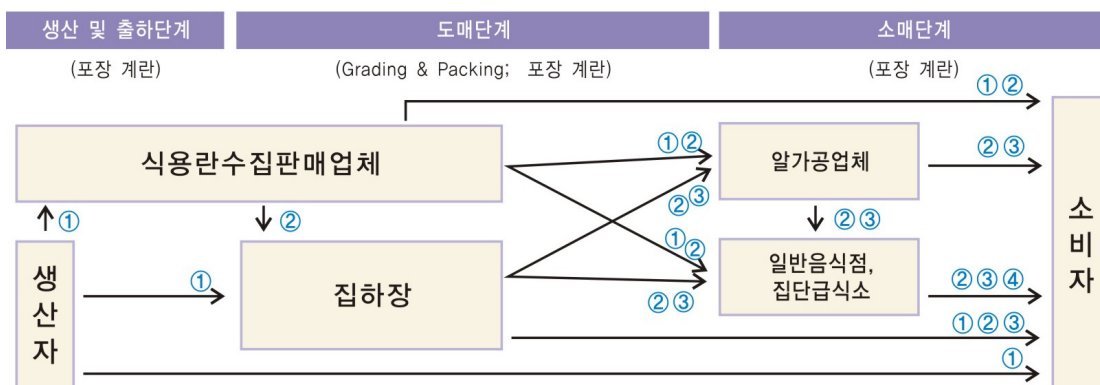 생산 및 출하단계
도매단계
소매단계
(포장 계란)
(Grading & Packing; 포장 계란)
(포장 계란)
①②
식용란수집판매업체
①②
알가공업체
②③
②③
①
②
②③
소비자
생산자
①
집하장
①②
②③
일반음식점,
집단급식소
②③④
①②③
①